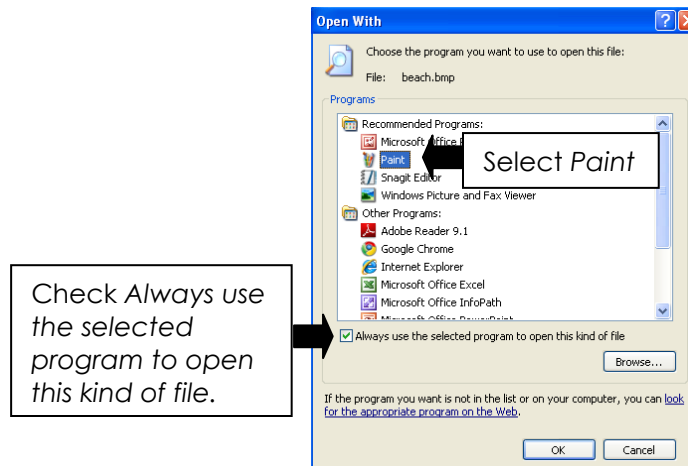 Open With
Choose the program you want to use to open this file:
File: beach.bmp
Programs
Recommended Programs:
Microsoft Office
Paint
Select Paint
Snagit Editor
Windows Picture and Fax Viewer
Other Programs:
Adobe Reader 9.1
Google Chrome
Internet Explorer
Microsoft Office Excel
Microsoft Office InfoPath
Microsoft Office PowerPoint
Check Always use
the selected
program to open
this kind of file.
Always use the selected program to open this kind of file
Browse...
If the program you want is not in the list or on your computer, you can look
for the appropriate program on the Web.
OK
Cancel